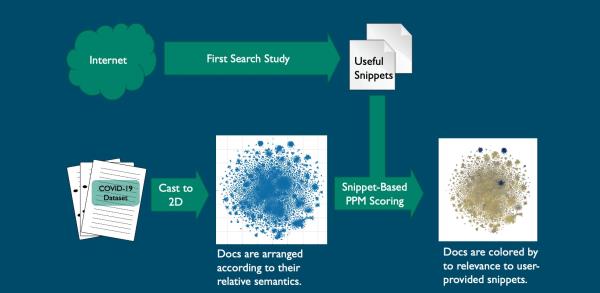 Internet
First Search Study
Useful
Snippets
COVID-19
Dataset
Cast to
2D
Snippet-Based
PPM Scoring
Docs are arranged
according to their
relative semantics.
Docs are colored by
to relevance to user-
provided snippets.